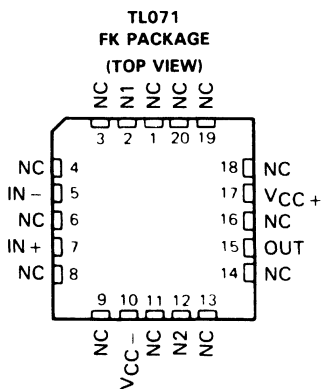 TL071
FK PACKAGE
(TOP VIEW)
NC N1 NC NC NC
3 2 1 20 19
NC 4 18 NC
IN - 5 17 VCC +
NC 6 16 NC
IN + 7 15 OUT
NC 8 14 NC
9 10 11 12 13
NC VCC - NC N2 NC